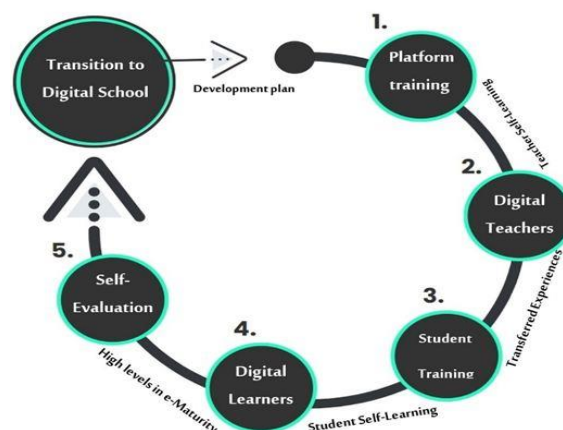 Transition to
Digital School
Development plan
1.
Platform
training
Teacher Self-Learning
2.
Digital
Teachers
Transferred Experiences
3.
Student
Training
Student Self-Learning
4.
Digital
Learners
High levels in e-Maturity
5.
Self-
Evaluation